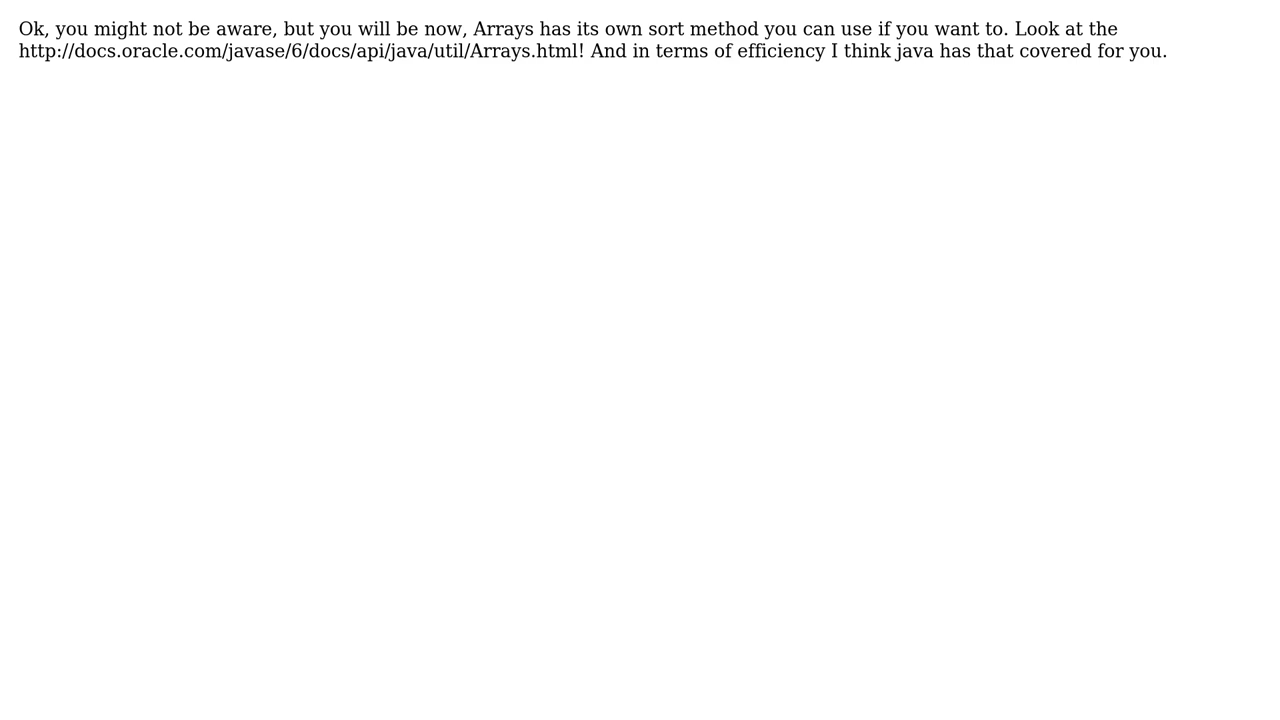 Ok, you might not be aware, but you will be now, Arrays has its own sort method you can use if you want to. Look at the
http://docs.oracle.com/javase/6/docs/api/java/util/Arrays.html! And in terms of efficiency I think java has that covered for you.